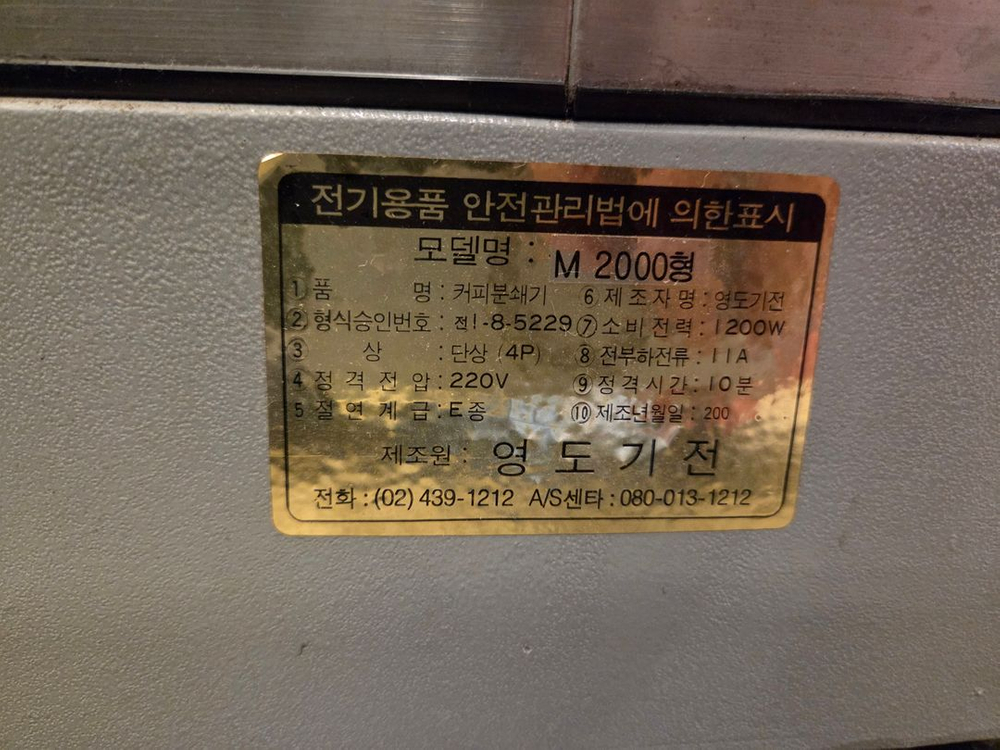 전기용품 안전관리법에 의한표시
모델명 : M 2000형
① 품 명 : 커피분쇄기 ⑥ 제조자명 : 영도기전
② 형식승인번호 : 전1-8-5229 ⑦ 소비전력 : 1200W
③ 상 : 단상 (4P) ⑧ 전부하전류 : 11A
④ 정격전압 : 220V ⑨ 정격시간 : 10분
⑤ 절연계급 : E종 ⑩ 제조년월일 : 200 . .
제조원 : 영도기전
전화 : (02) 439-1212 A/S센타 : 080-013-1212